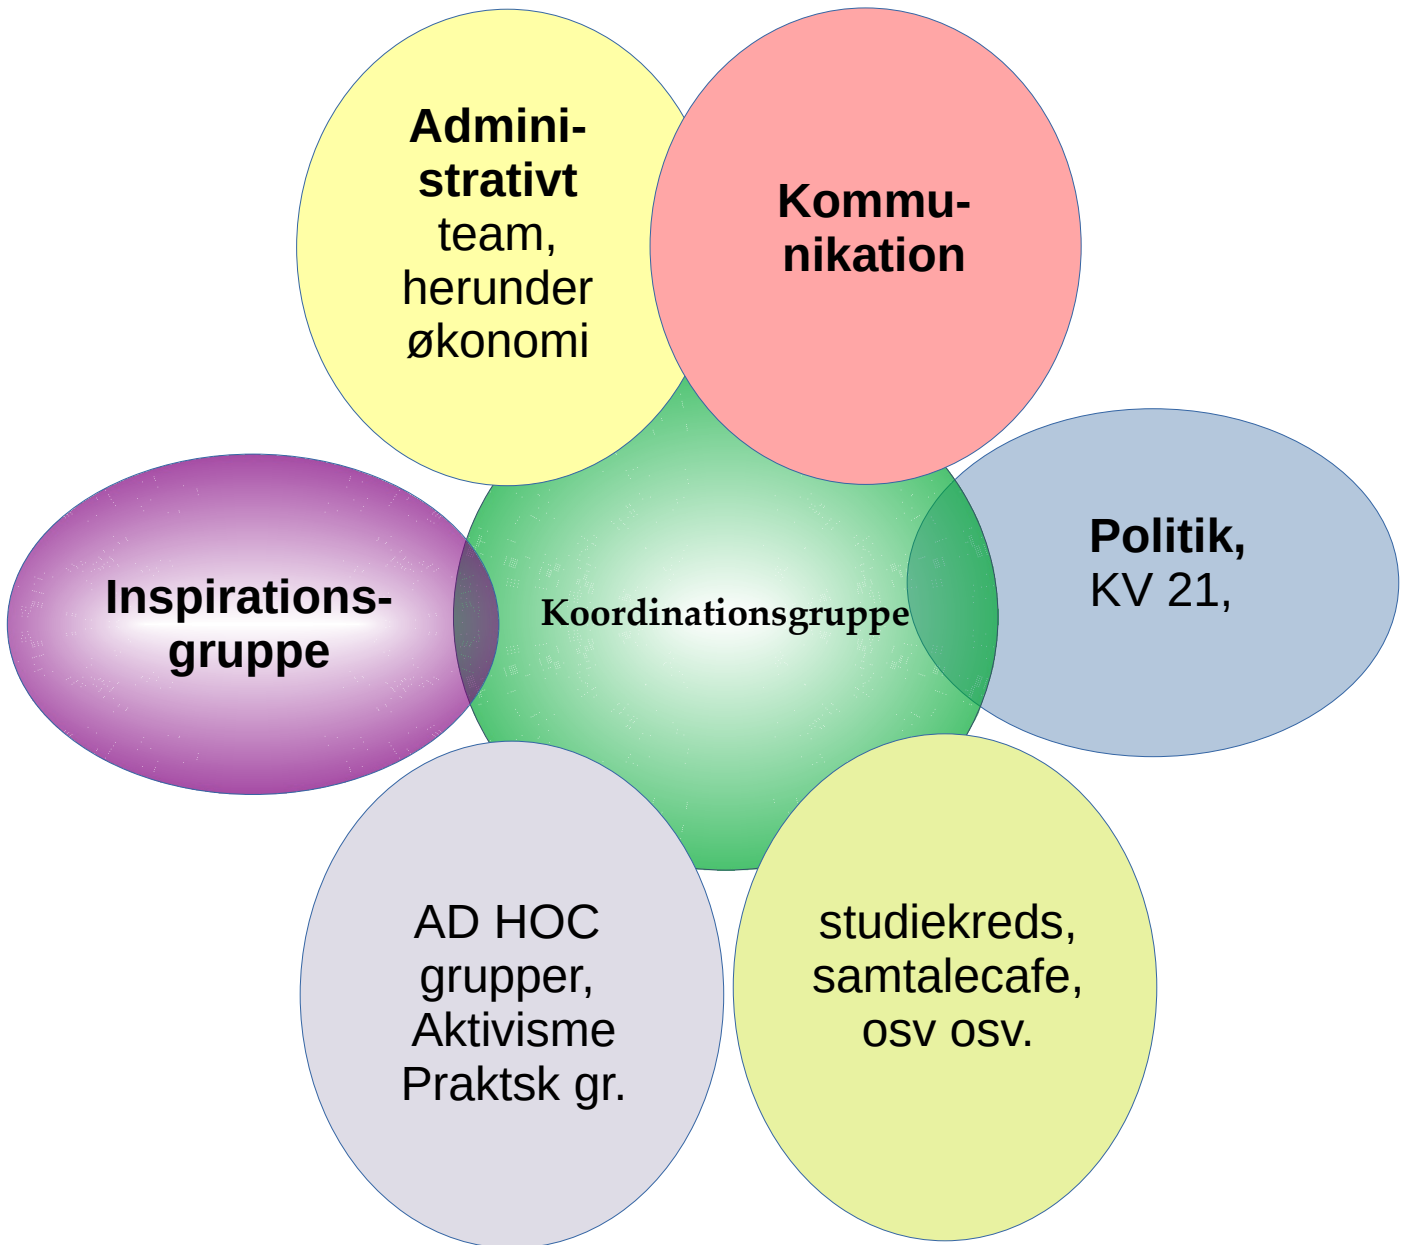 Admini-
strativt
team,
herunder
økonomi
Kommu-
nikation
Politik,
KV 21,
Inspirations-
gruppe
Koordinationsgruppe
AD HOC
grupper,
Aktivisme
Praktsk gr.
studiekreds,
samtalecafe,
osv osv.